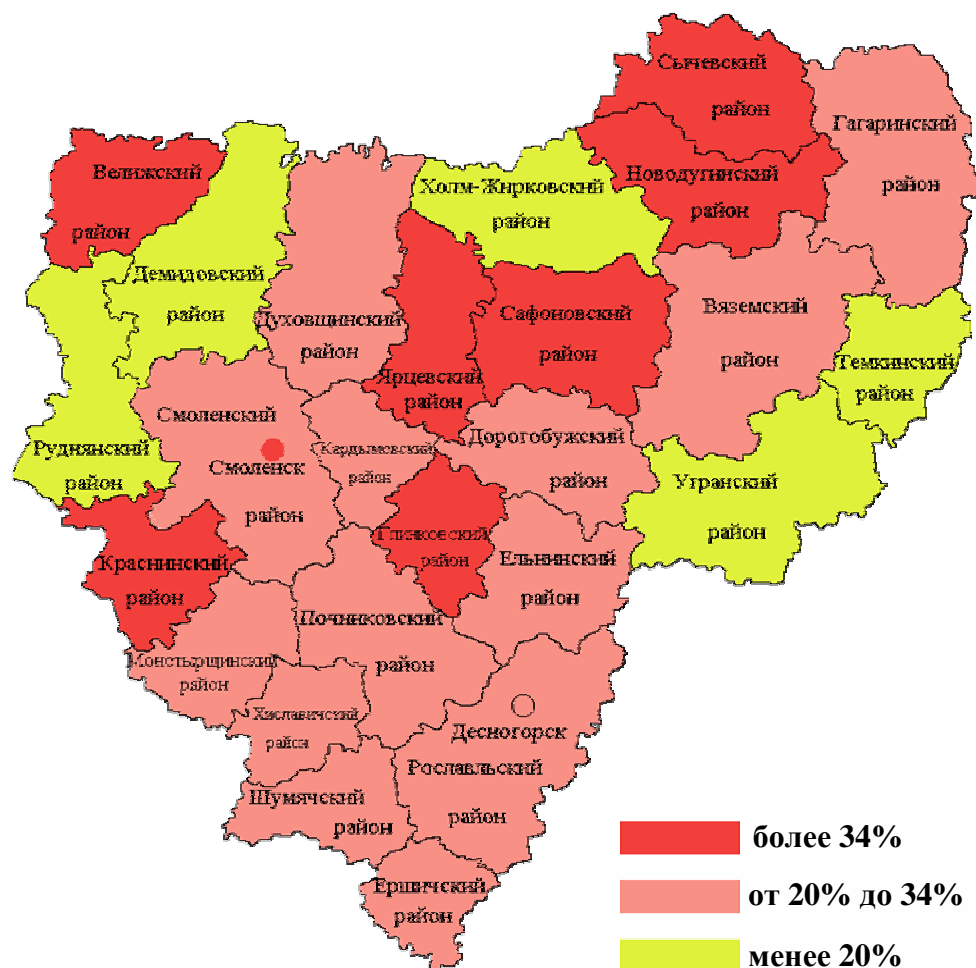 Сычевский
район
Гагаринский
район
Новодугинский
район
Велижский
район
Холм-Жирковский
район
Демидовский
район
Духовщинский
район
Сафоновский
район
Вяземский
район
Темкинский
район
Ярцевский
район
Смоленский
Смоленск
район
Кардымовский
район
Дорогобужский
район
Руднянский
район
Угранский
район
Краснинский
район
Глинковский
район
Ельнинский
район
Починковский
район
Монстырщинский
район
Хиславичский
район
Десногорск
Рославльский
район
Шумячский
район
Ершичский
район
более 34%
от 20% до 34%
менее 20%